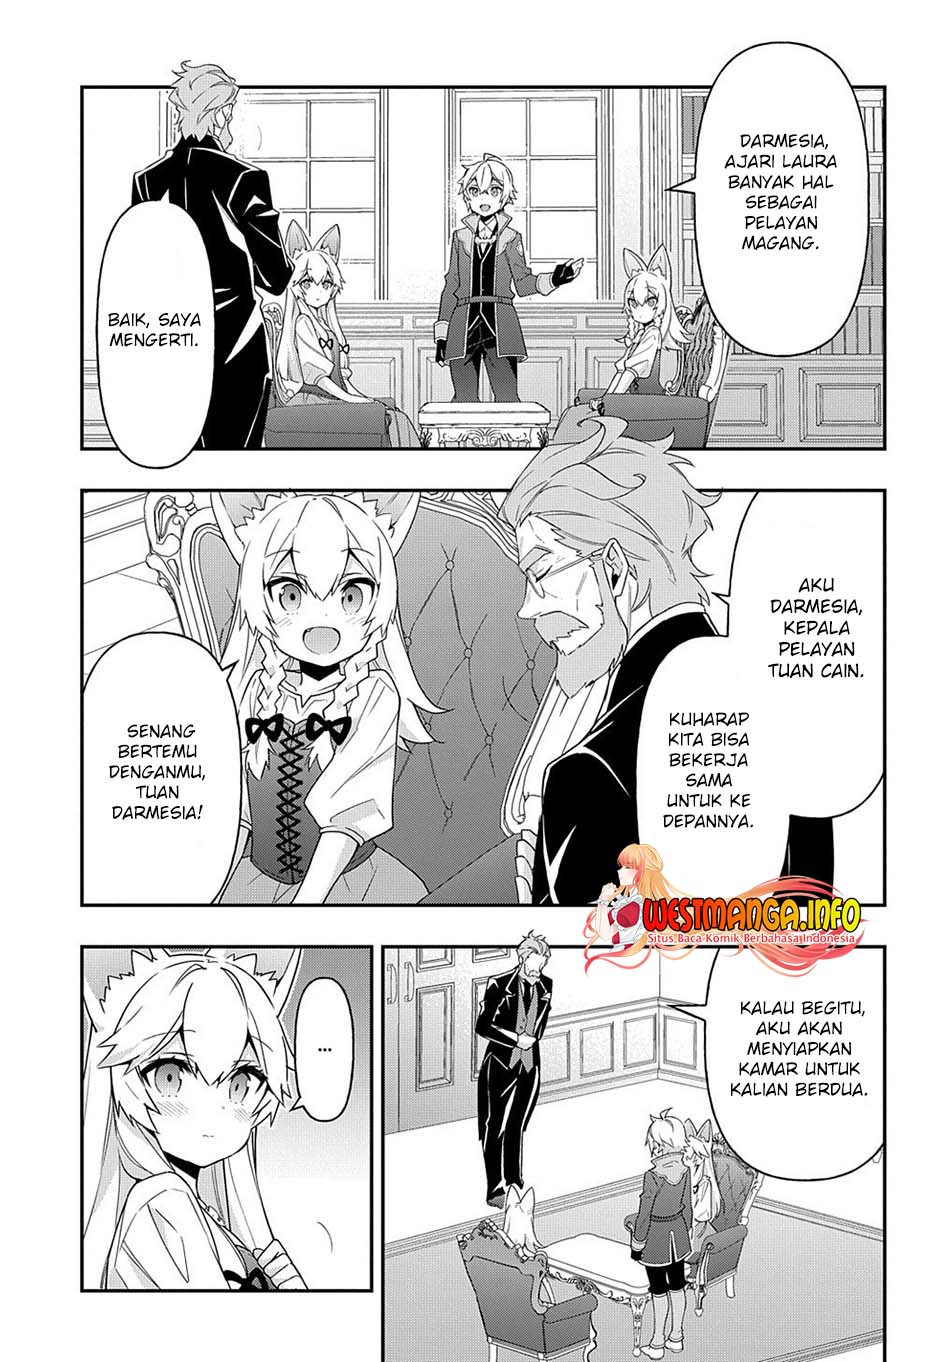 DARMESIA,
AJARI LAURA
BANYAK HAL
SEBAGAI
PELAYAN
MAGANG.
BAIK, SAYA
MENGERTI.
AKU
DARMESIA,
KEPALA
PELAYAN
TUAN CAIN.
KUHARAP
KITA BISA
BEKERJA
SAMA
UNTUK KE
DEPANNYA.
SENANG
BERTEMU
DENGANMU,
TUAN
DARMESIA!
WESTMANGA.INFO
Situs Baca Komik Berbahasa Indonesia
...
KALAU BEGITU,
AKU AKAN
MENYIAPKAN
KAMAR UNTUK
KALIAN BERDUA.